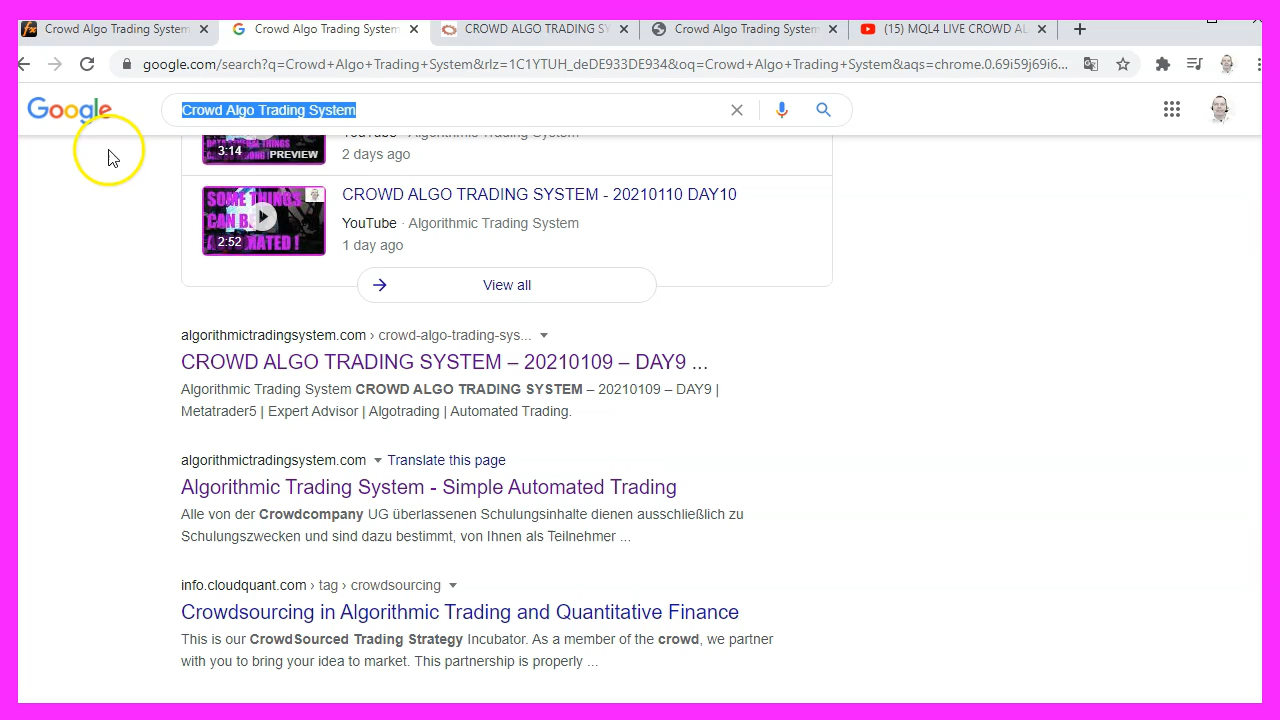 Crowd Algo Trading System
Crowd Algo Trading System
CROWD ALGO TRADING SY
Crowd Algo Trading System
(15) MQL4 LIVE CROWD AL
google.com/search?q=Crowd+Algo+Trading+System&rlz=1C1YTUH_deDE933DE934&oq=Crowd+Algo+Trading+System&aqs=chrome.0.69i59j69i6...
Google
Crowd Algo Trading System
3:14
PREVIEW
YouTube · Algorithmic Trading System
2 days ago
SOME THINGS
CAN BE
AUTOMATED !
2:52
CROWD ALGO TRADING SYSTEM - 20210110 DAY10
YouTube · Algorithmic Trading System
1 day ago
View all
algorithmictradingsystem.com › crowd-algo-trading-sys...
CROWD ALGO TRADING SYSTEM – 20210109 – DAY9 ...
Algorithmic Trading System CROWD ALGO TRADING SYSTEM – 20210109 – DAY9 |
Metatrader5 | Expert Advisor | Algotrading | Automated Trading.
algorithmictradingsystem.com Translate this page
Algorithmic Trading System - Simple Automated Trading
Alle von der Crowdcompany UG überlassenen Schulungsinhalte dienen ausschließlich zu
Schulungszwecken und sind dazu bestimmt, von Ihnen als Teilnehmer ...
info.cloudquant.com › tag › crowdsourcing
Crowdsourcing in Algorithmic Trading and Quantitative Finance
This is our CrowdSourced Trading Strategy Incubator. As a member of the crowd, we partner
with you to bring your idea to market. This partnership is properly ...